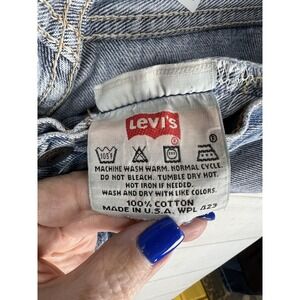 Levi's
105F
MACHINE WASH WARM. NORMAL CYCLE.
DO NOT BLEACH. TUMBLE DRY HOT.
HOT IRON IF NEEDED.
WASH AND DRY WITH LIKE COLORS.
100% COTTON
MADE IN U.S.A. WPL 423